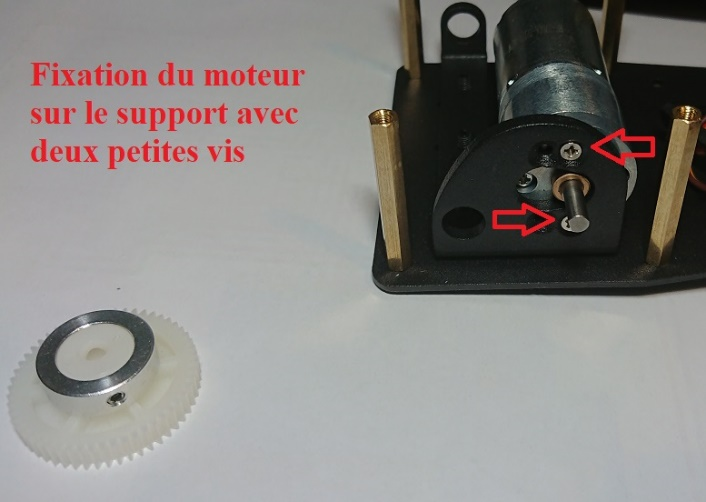 Fixation du moteur
sur le support avec
deux petites vis